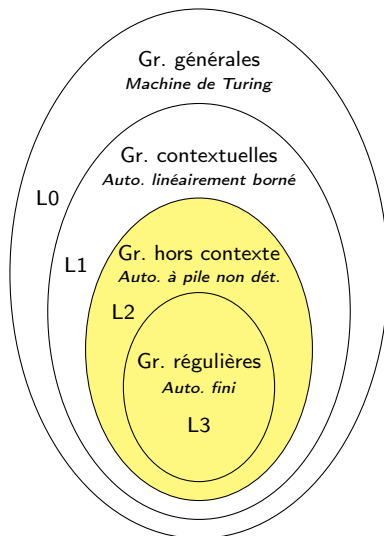 Gr. générales
Machine de Turing
Gr. contextuelles
Auto. linéairement borné
L0
Gr. hors contexte
L1
Auto. à pile non dét.
L2
Gr. régulières
Auto. fini
L3